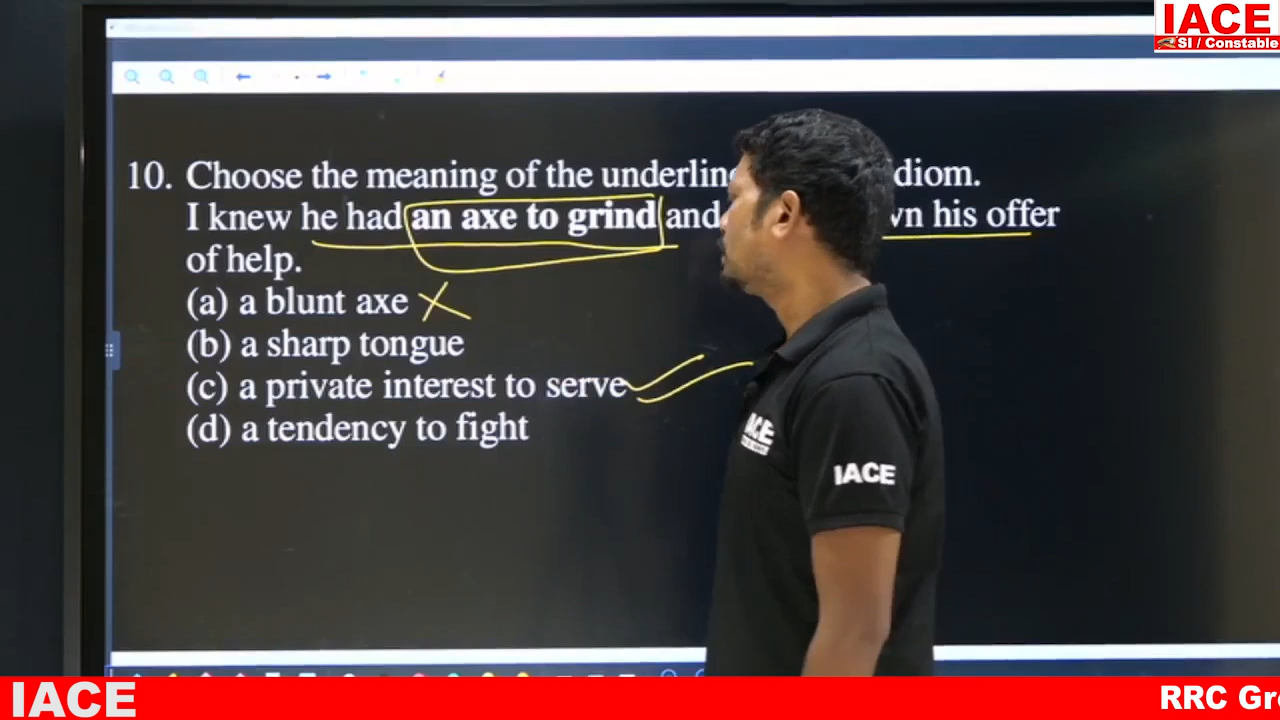 IACE
SI / Constable
10. Choose the meaning of the underlin diom.
I knew he had an axe to grind and wn his offer
of help.
(a) a blunt axe
(b) a sharp tongue
(c) a private interest to serve
(d) a tendency to fight
IACE
IACE
IACE
RRC Gr